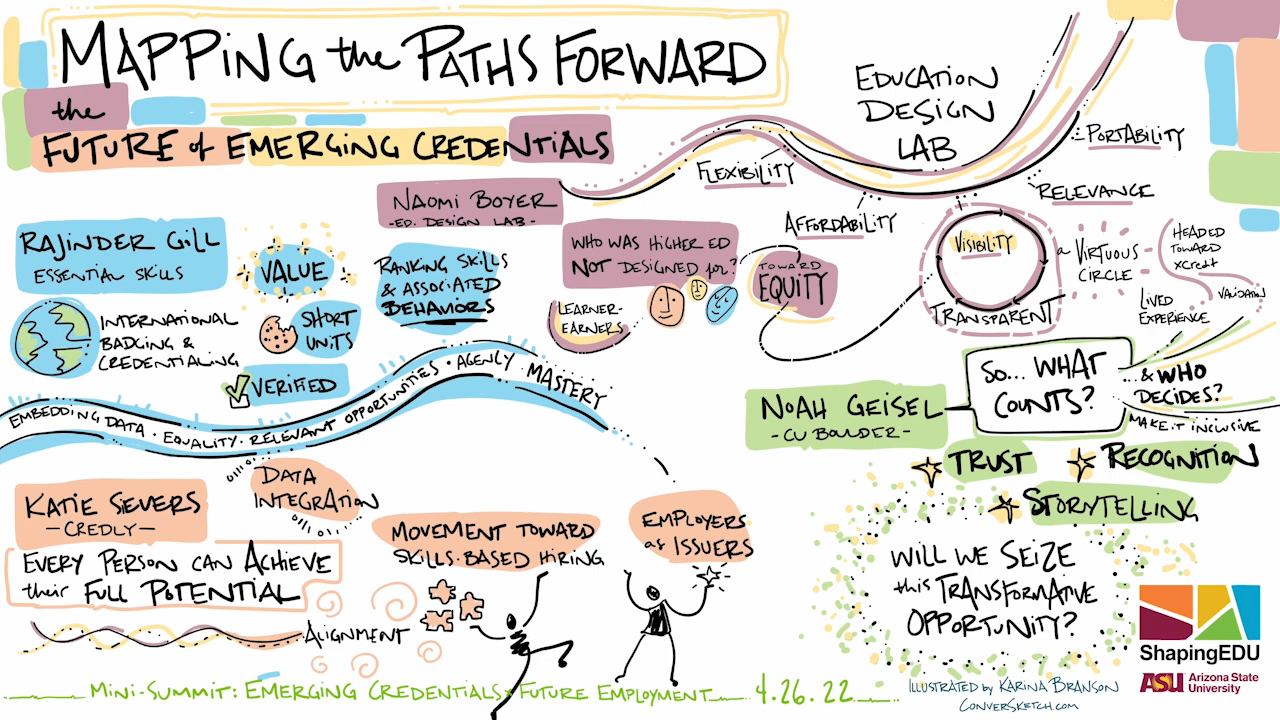 MAPPING the PATHS FORWARD
the
FUTURE of EMERGING CREDENTIALS
NAOMI BOYER
-ED. DESIGN LAB-
EDUCATION
DESIGN
LAB
FLEXIBILITY
AFFORDABILITY
PORTABILITY
RELEVANCE
WHO WAS HIGHER ED
NOT DESIGNED for?
LEARNER-
EARNERS
TOWARD
EQUITY
VISIBILITY
TRANSPARENT
a VIRTUOUS
CIRCLE
HEADED
TOWARD
XCredit
LIVED
EXPERIENCE
VALIDATION
RAJINDER GILL
ESSENTIAL SKILLS
VALUE
RANKING SKILLS
& ASSOCIATED
BEHAVIORS
INTERNATIONAL
BADGING &
CREDENTIALING
SHORT
UNITS
VERIFIED
EMBEDDING DATA · EQUALITY · RELEVANT OPPORTUNITIES · AGENCY · MASTERY
NOAH GEISEL
-CU BOULDER-
SO... WHAT
COUNTS?
...& WHO
DECIDES?
MAKE IT INCLUSIVE
TRUST
RECOGNITION
STORYTELLING
WILL WE SEIZE
this TRANSFORMATIVE
OPPORTUNITY?
KATIE SIEVERS
-CREDLY-
DATA
INTEGRATION
EVERY PERSON CAN ACHIEVE
their FULL POTENTIAL
ALIGNMENT
MOVEMENT TOWARD
SKILLS-BASED HIRING
EMPLOYERS
as ISSUERS
MINI-SUMMIT: EMERGING CREDENTIALS & FUTURE EMPLOYMENT 4.26.22
ILLUSTRATED by KARINA BRANSON
CONVERSKETCH.COM
ShapingEDU
ASU Arizona State
University